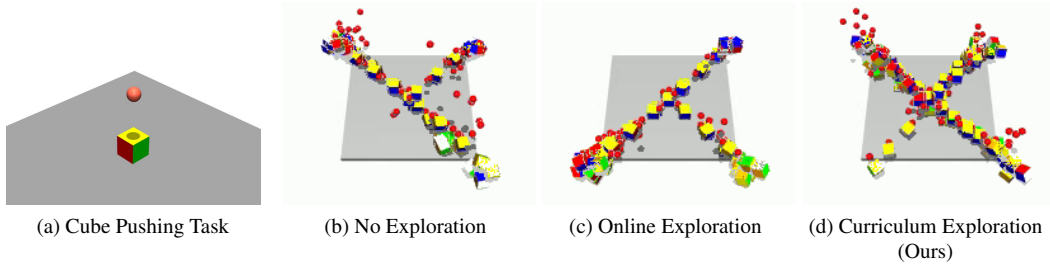 (a) Cube Pushing Task
(b) No Exploration
(c) Online Exploration
(d) Curriculum Exploration
(Ours)